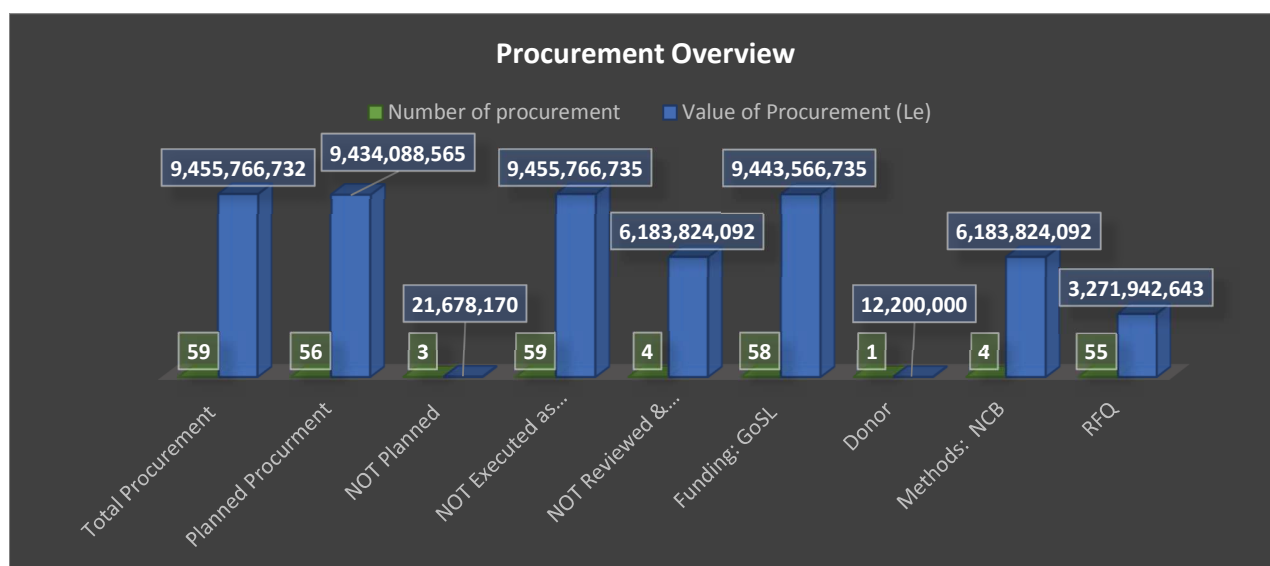 Procurement Overview
Number of procurement Value of Procurement (Le)
9,455,766,732 9,434,088,565 21,678,170 9,455,766,735 6,183,824,092 9,443,566,735 12,200,000 6,183,824,092 3,271,942,643
59 56 3 59 4 58 1 4 55
Total Procurement
Planned Procurment
NOT Planned
NOT Executed as...
NOT Reviewed &...
Funding: GoSL
Donor
Methods: NCB
RFQ